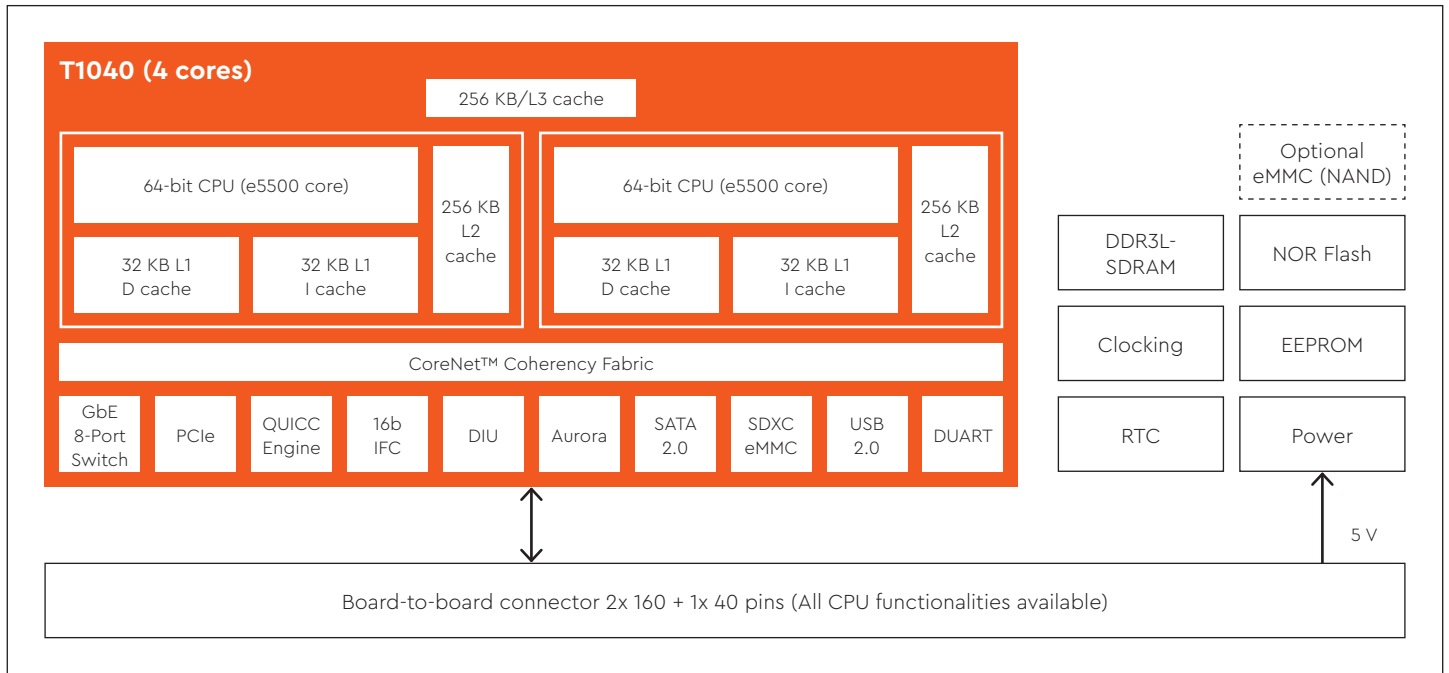 T1040 (4 cores)
256 KB/L3 cache
64-bit CPU (e5500 core)
256 KB
L2
cache
32 KB L1
D cache
32 KB L1
I cache
64-bit CPU (e5500 core)
256 KB
L2
cache
32 KB L1
D cache
32 KB L1
I cache
CoreNet™ Coherency Fabric
GbE
8-Port
Switch
PCIe
QUICC
Engine
16b
IFC
DIU
Aurora
SATA
2.0
SDXC
eMMC
USB
2.0
DUART
Optional
eMMC (NAND)
DDR3L-
SDRAM
NOR Flash
Clocking
EEPROM
RTC
Power
5 V
Board-to-board connector 2x 160 + 1x 40 pins (All CPU functionalities available)